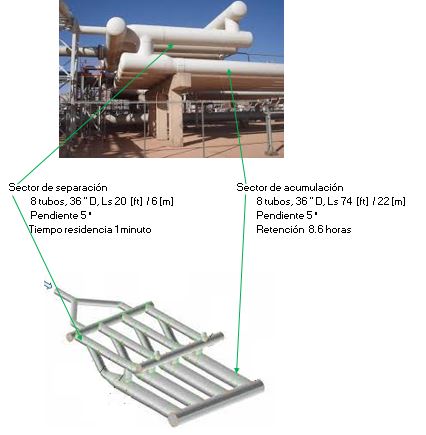 Sector de separación
8 tubos, 36 " D, Ls 20 [ft] / 6 [m]
Pendiente 5 °
Tiempo residencia 1 minuto
Sector de acumulación
8 tubos, 36 " D, Ls 74 [ft] / 22 [m]
Pendiente 5 °
Retención 8.6 horas